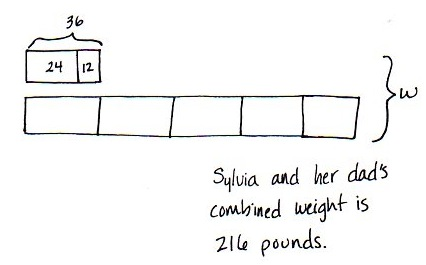 36
24 12
w
Sylvia and her dad's
combined weight is
216 pounds.